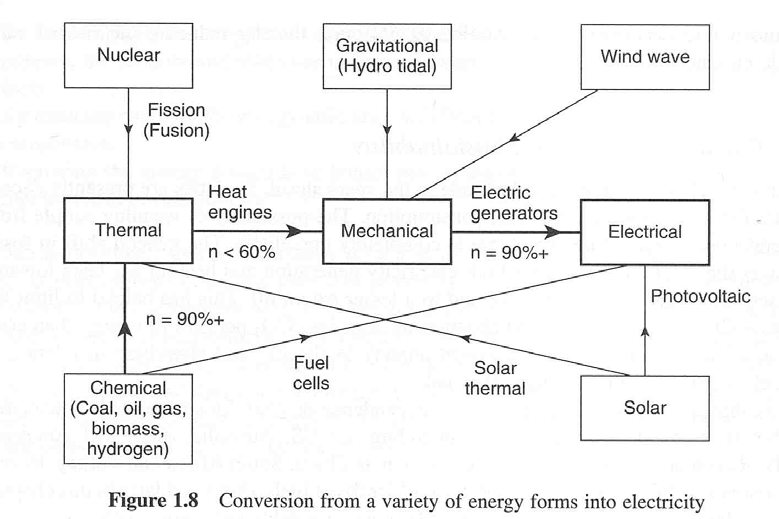 Nuclear
Gravitational
(Hydro tidal)
Wind wave
Fission
(Fusion)
Heat
engines
Electric
generators
Thermal
Mechanical
Electrical
n < 60%
n = 90%+
n = 90%+
Photovoltaic
Fuel
cells
Solar
thermal
Chemical
(Coal, oil, gas,
biomass,
hydrogen)
Solar
Figure 1.8 Conversion from a variety of energy forms into electricity